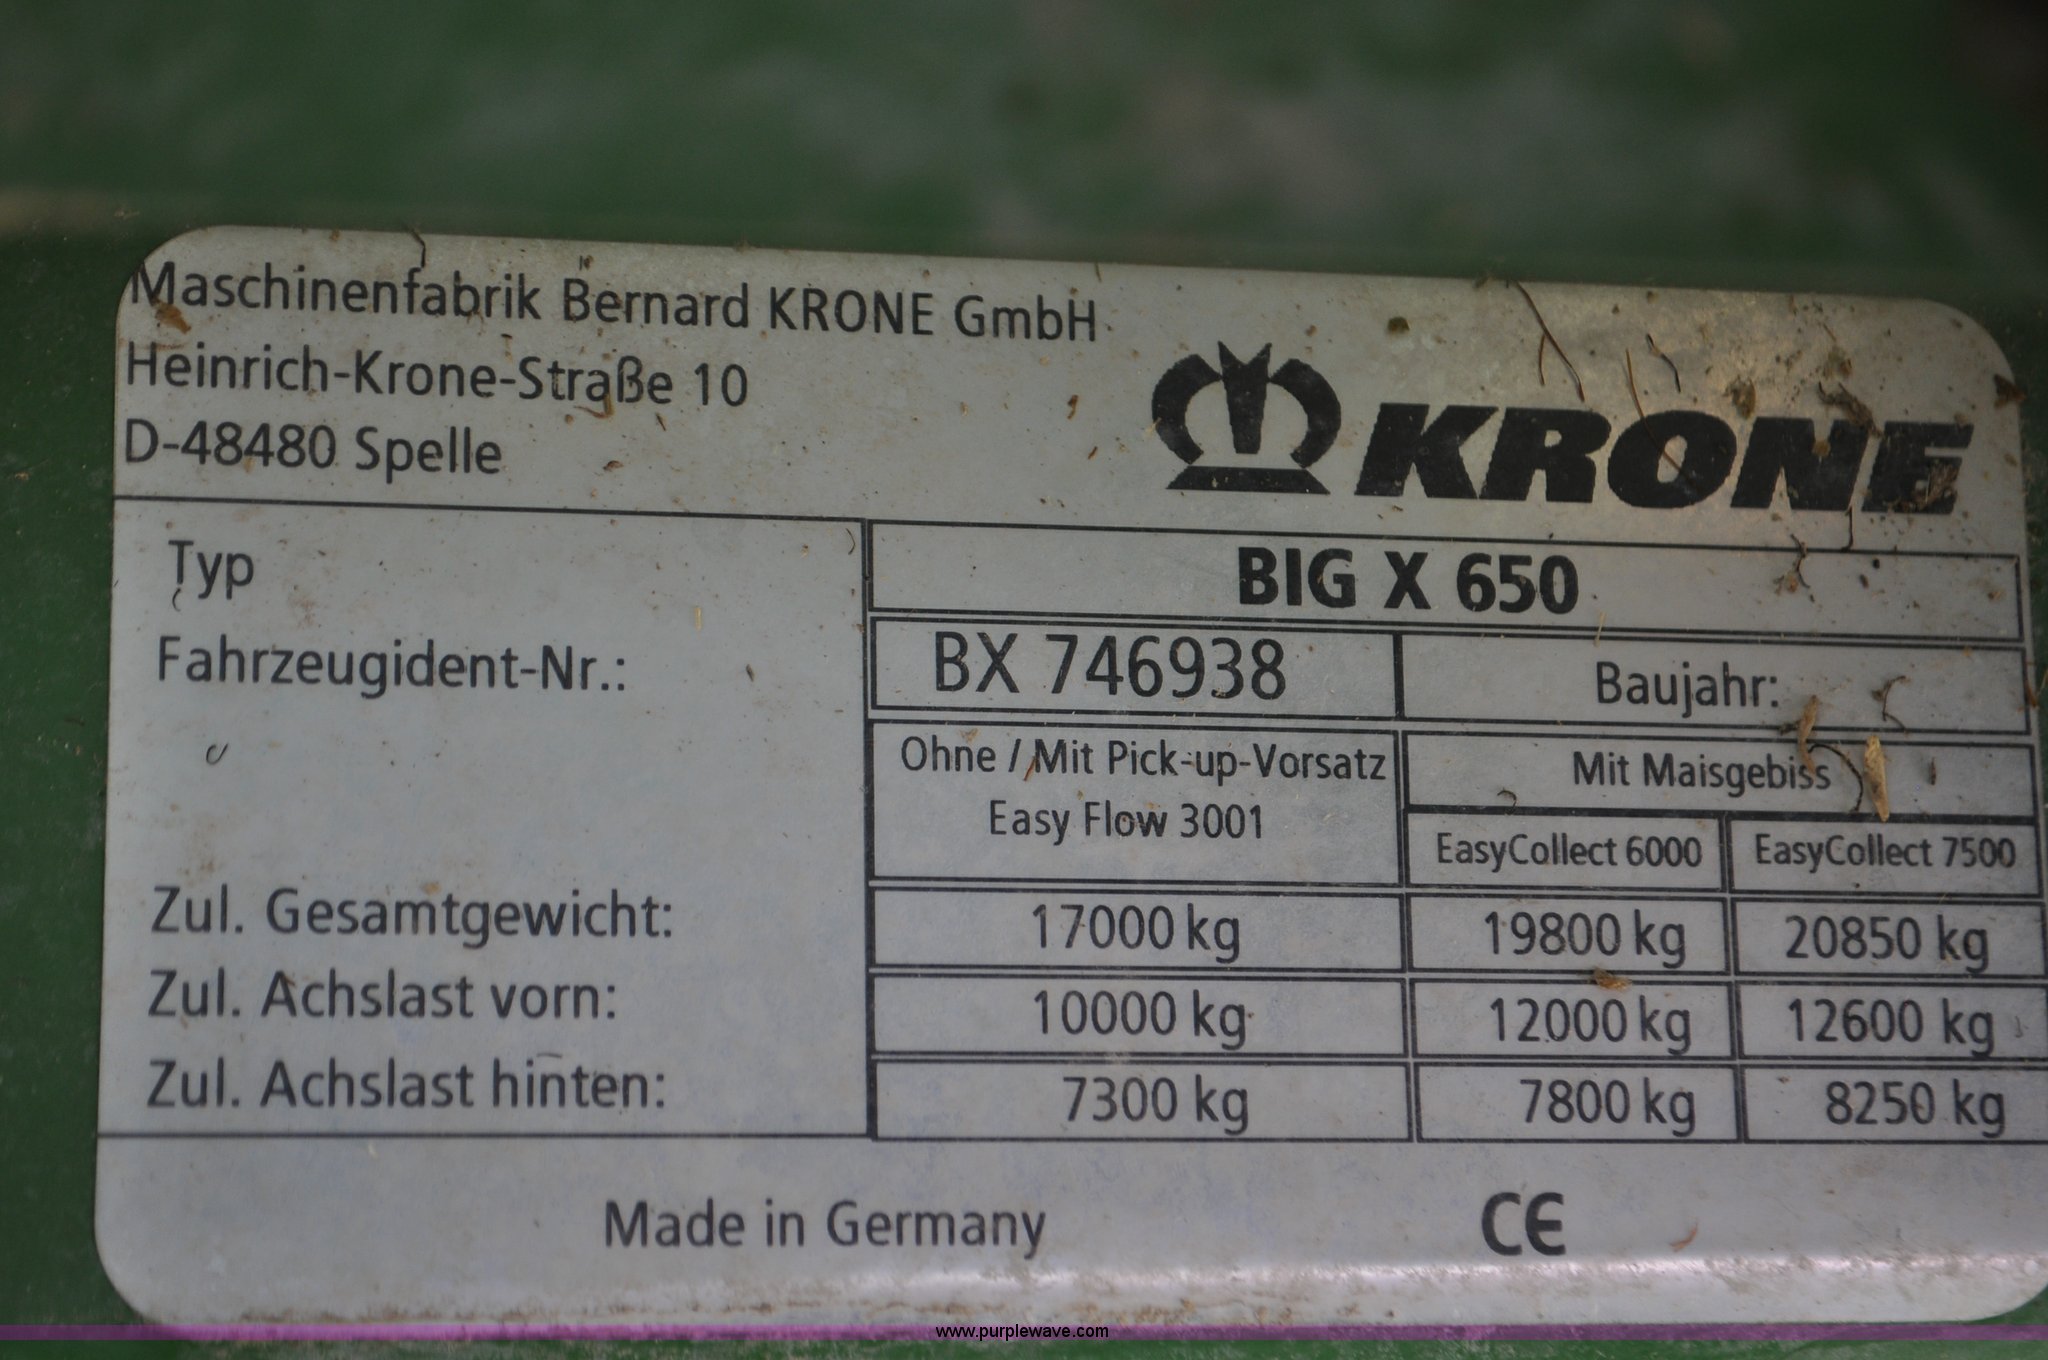 Maschinenfabrik Bernard KRONE GmbH
Heinrich-Krone-Straße 10
D-48480 Spelle
KRONE
Typ
BIG X 650
Fahrzeugident-Nr.:
BX 746938
Baujahr:
Ohne / Mit Pick-up-Vorsatz
Easy Flow 3001
Mit Maisgebiss
EasyCollect 6000
EasyCollect 7500
Zul. Gesamtgewicht:
17000 kg
19800 kg
20850 kg
Zul. Achslast vorn:
10000 kg
12000 kg
12600 kg
Zul. Achslast hinten:
7300 kg
7800 kg
8250 kg
Made in Germany
CE
www.purplewave.com